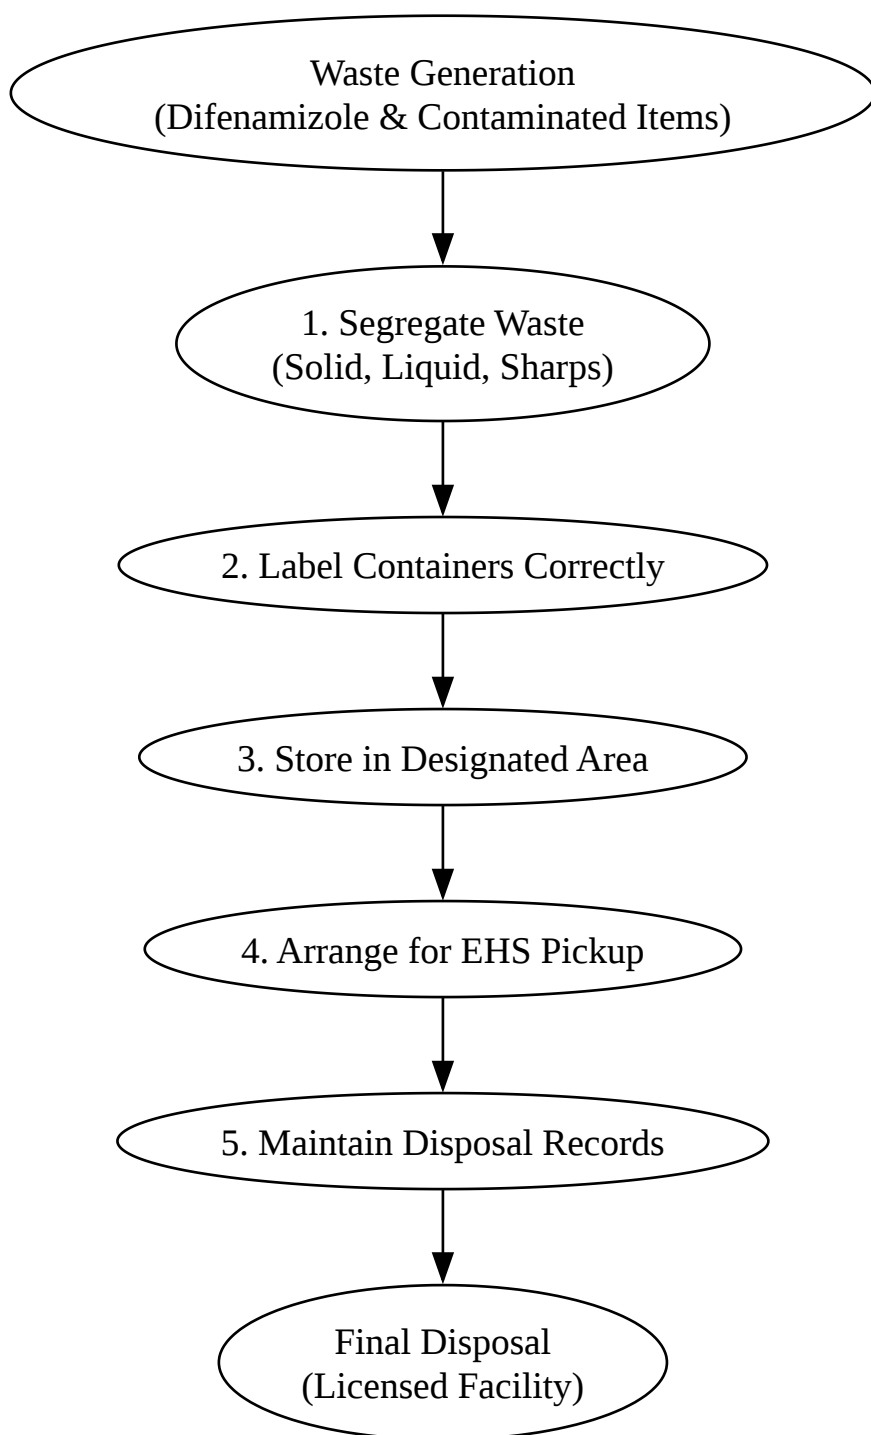 Waste Generation
(Difenamizole & Contaminated Items)
1. Segregate Waste
(Solid, Liquid, Sharps)
2. Label Containers Correctly
3. Store in Designated Area
4. Arrange for EHS Pickup
5. Maintain Disposal Records
Final Disposal
(Licensed Facility)